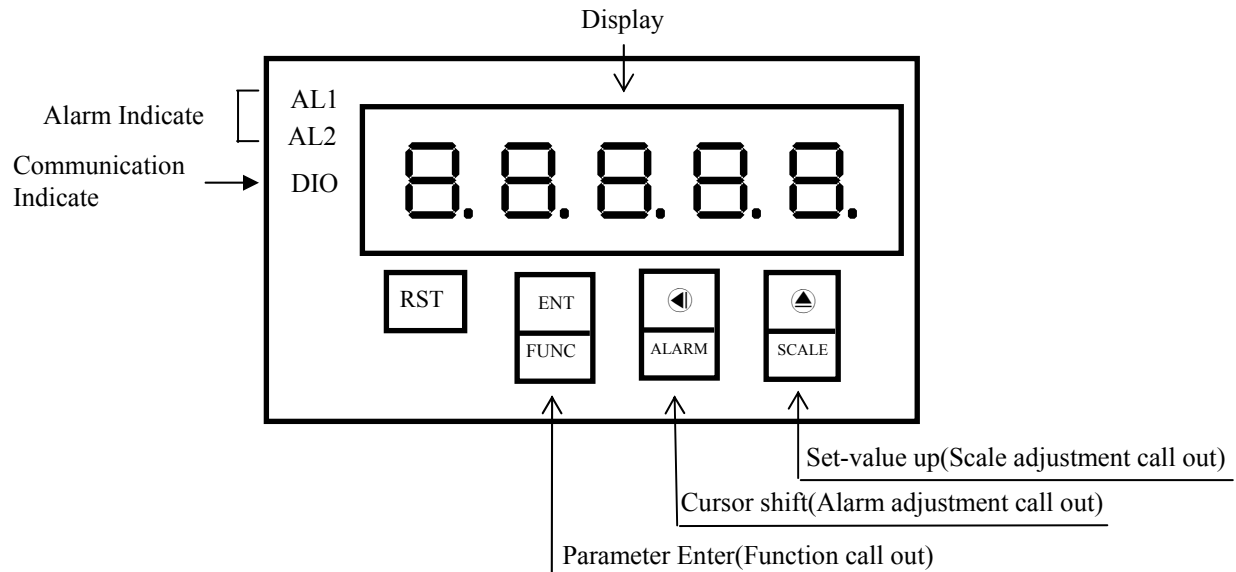 Display
AL1
Alarm Indicate
AL2
Communication
Indicate
DIO
8.8.8.8.8.
RST
ENT
FUNC
ALARM
SCALE
Set-value up(Scale adjustment call out)
Cursor shift(Alarm adjustment call out)
Parameter Enter(Function call out)